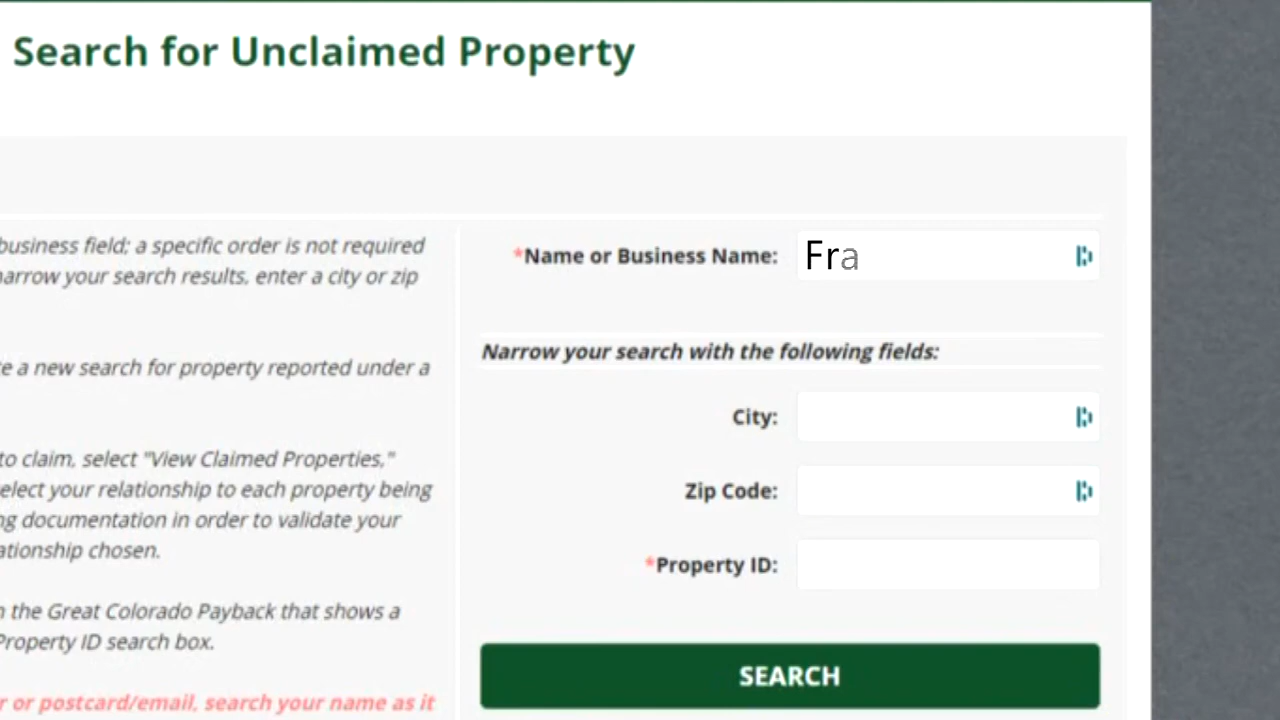 Search for Unclaimed Property
business field; a specific order is not required
narrow your search results, enter a city or zip
a new search for property reported under a
to claim, select "View Claimed Properties,"
select your relationship to each property being
documentation in order to validate your
chosen.
the Great Colorado Payback that shows a
Property ID search box.
or postcard/email, search your name as it
*Name or Business Name:
Fra
Narrow your search with the following fields:
City:
Zip Code:
*Property ID:
SEARCH